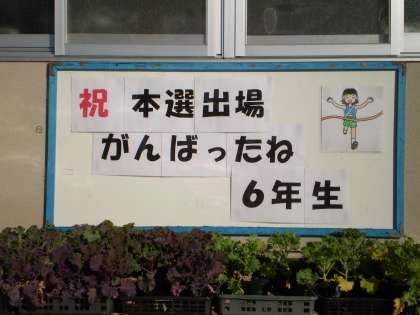 祝 本選出場
がんばったね
6年生